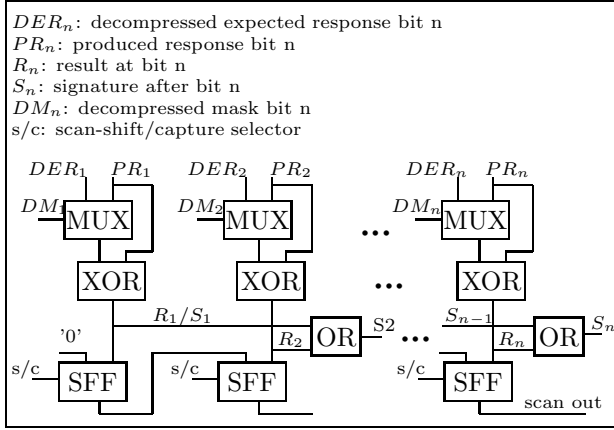 DERₙ: decompressed expected response bit n
PRₙ: produced response bit n
Rₙ: result at bit n
Sₙ: signature after bit n
DMₙ: decompressed mask bit n
s/c: scan-shift/capture selector
DER₁ PR₁ DER₂ PR₂ DERₙ PRₙ
DM₁ MUX DM₂ MUX ... DMₙ MUX
XOR XOR ... XOR
R₁/S₁ Sₙ₋₁
'0' R₂ OR S2 ... Rₙ OR Sₙ
s/c SFF s/c SFF s/c SFF
scan out